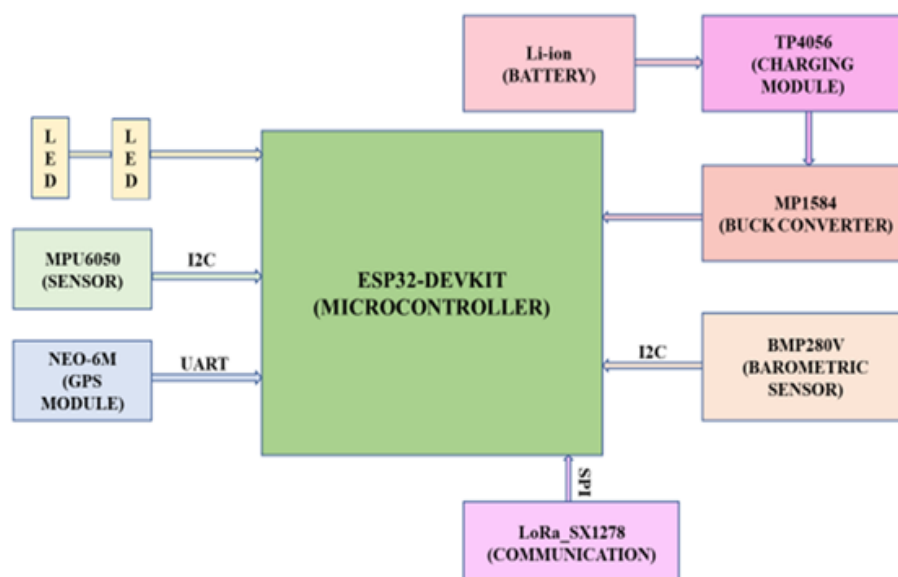 Li-ion
(BATTERY)
TP4056
(CHARGING
MODULE)
L
E
D
L
E
D
MP1584
(BUCK CONVERTER)
MPU6050
(SENSOR)
I2C
ESP32-DEVKIT
(MICROCONTROLLER)
NEO-6M
(GPS
MODULE)
UART
I2C
BMP280V
(BAROMETRIC
SENSOR)
SPI
LoRa_SX1278
(COMMUNICATION)